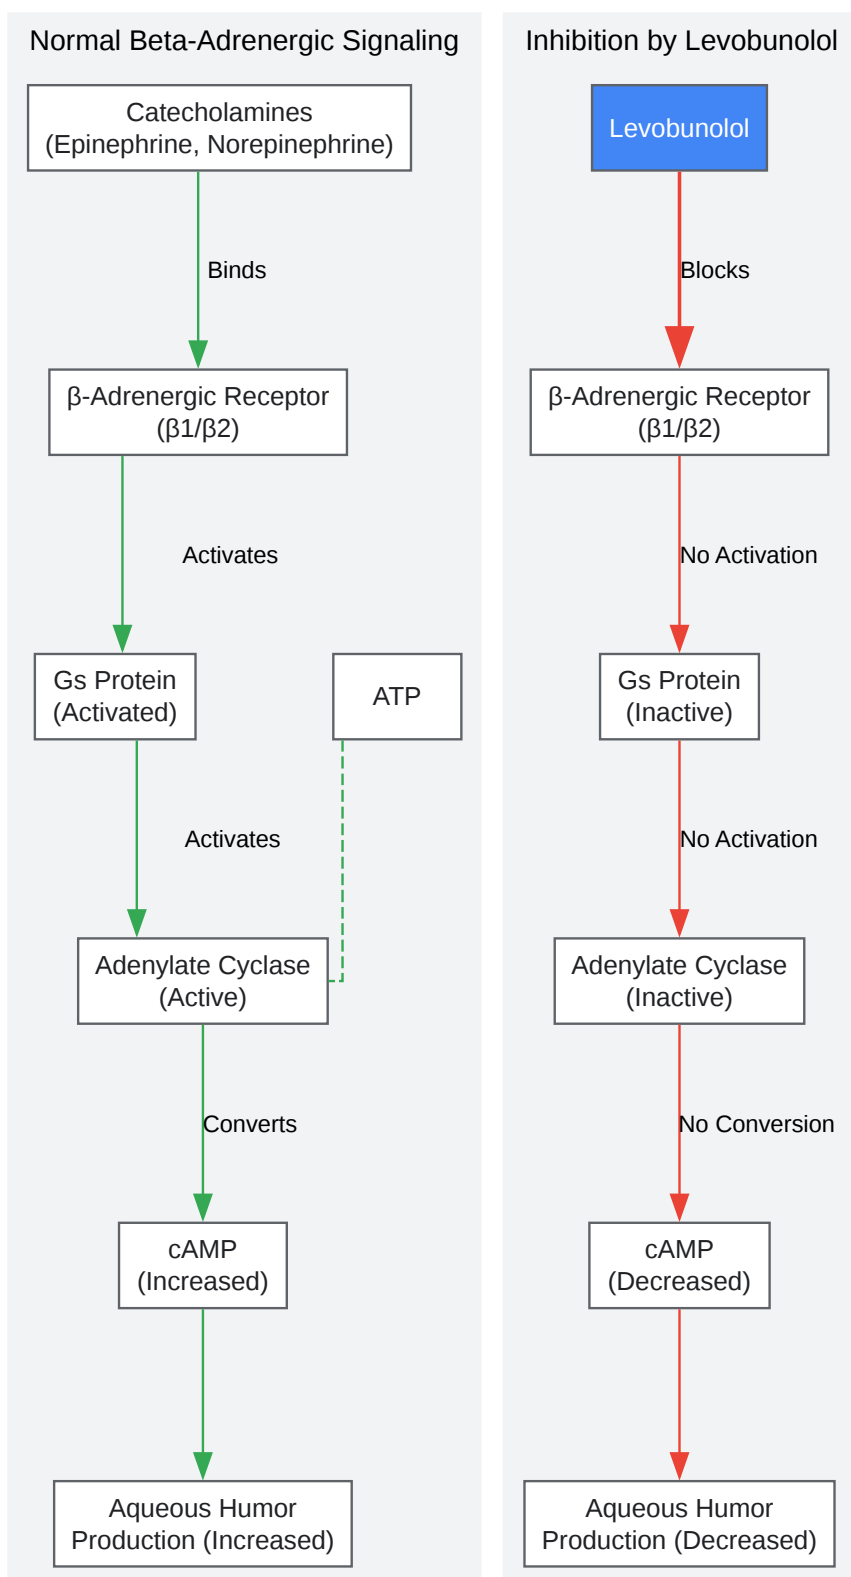 Normal Beta-Adrenergic Signaling
Catecholamines
(Epinephrine, Norepinephrine)
Binds
β-Adrenergic Receptor
(β1/β2)
Activates
Gs Protein
(Activated)
ATP
Activates
Adenylate Cyclase
(Active)
Converts
cAMP
(Increased)
Aqueous Humor
Production (Increased)
Inhibition by Levobunolol
Levobunolol
Blocks
β-Adrenergic Receptor
(β1/β2)
No Activation
Gs Protein
(Inactive)
No Activation
Adenylate Cyclase
(Inactive)
No Conversion
cAMP
(Decreased)
Aqueous Humor
Production (Decreased)